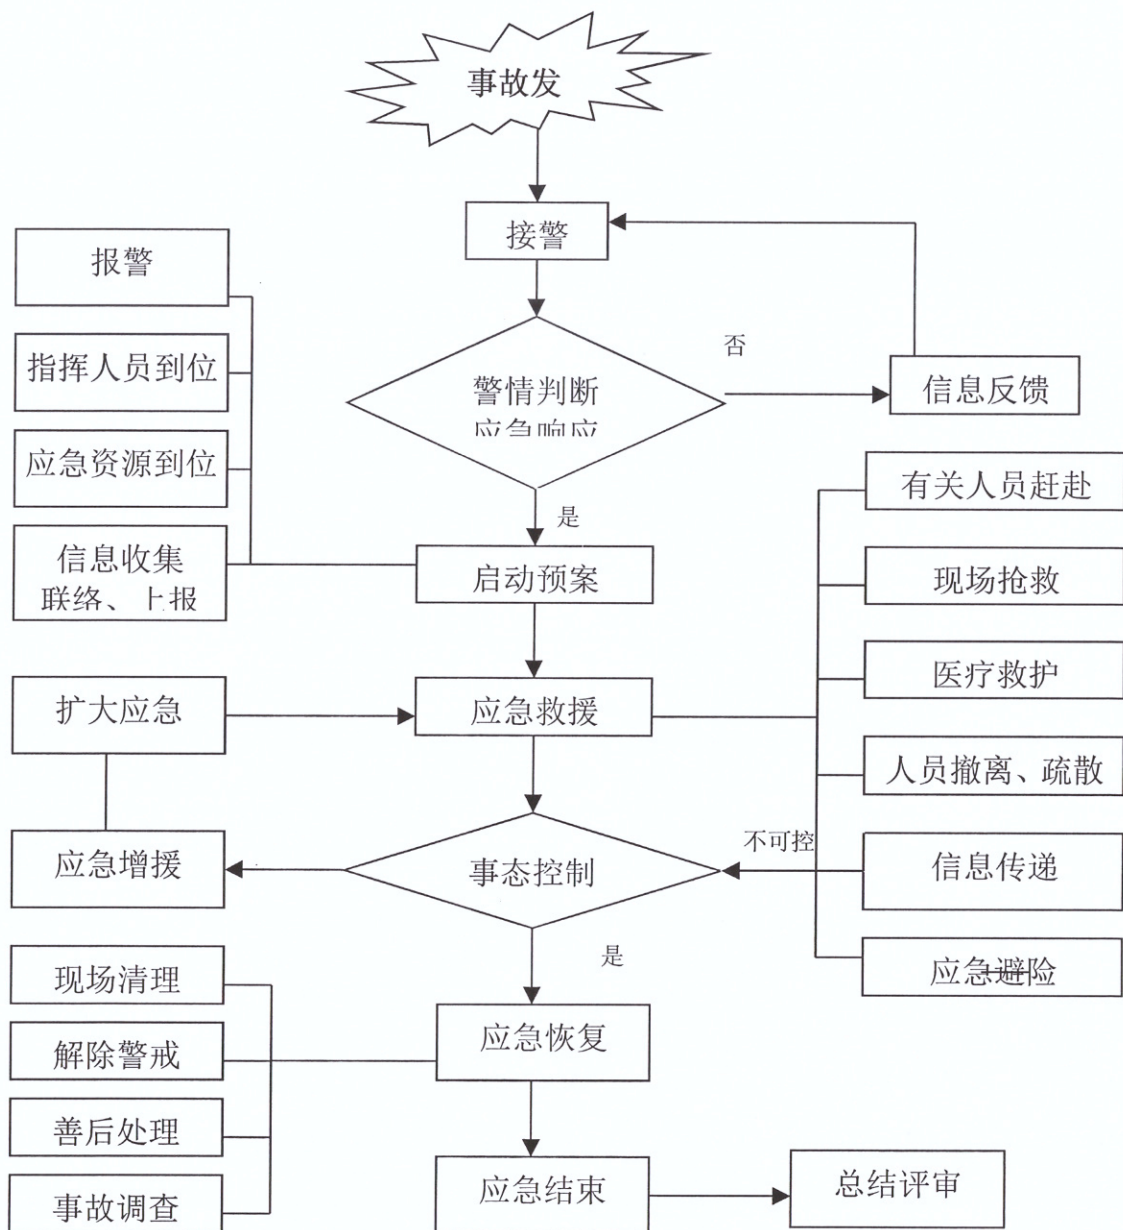 事故发
接警
报警
指挥人员到位
应急资源到位
信息收集
联络、上报
否
警情判断
应急响应
信息反馈
是
启动预案
有关人员赶赴
现场抢救
医疗救护
人员撤离、疏散
信息传递
应急避险
扩大应急
应急救援
应急增援
事态控制
不可控
是
现场清理
解除警戒
善后处理
事故调查
应急恢复
应急结束
总结评审